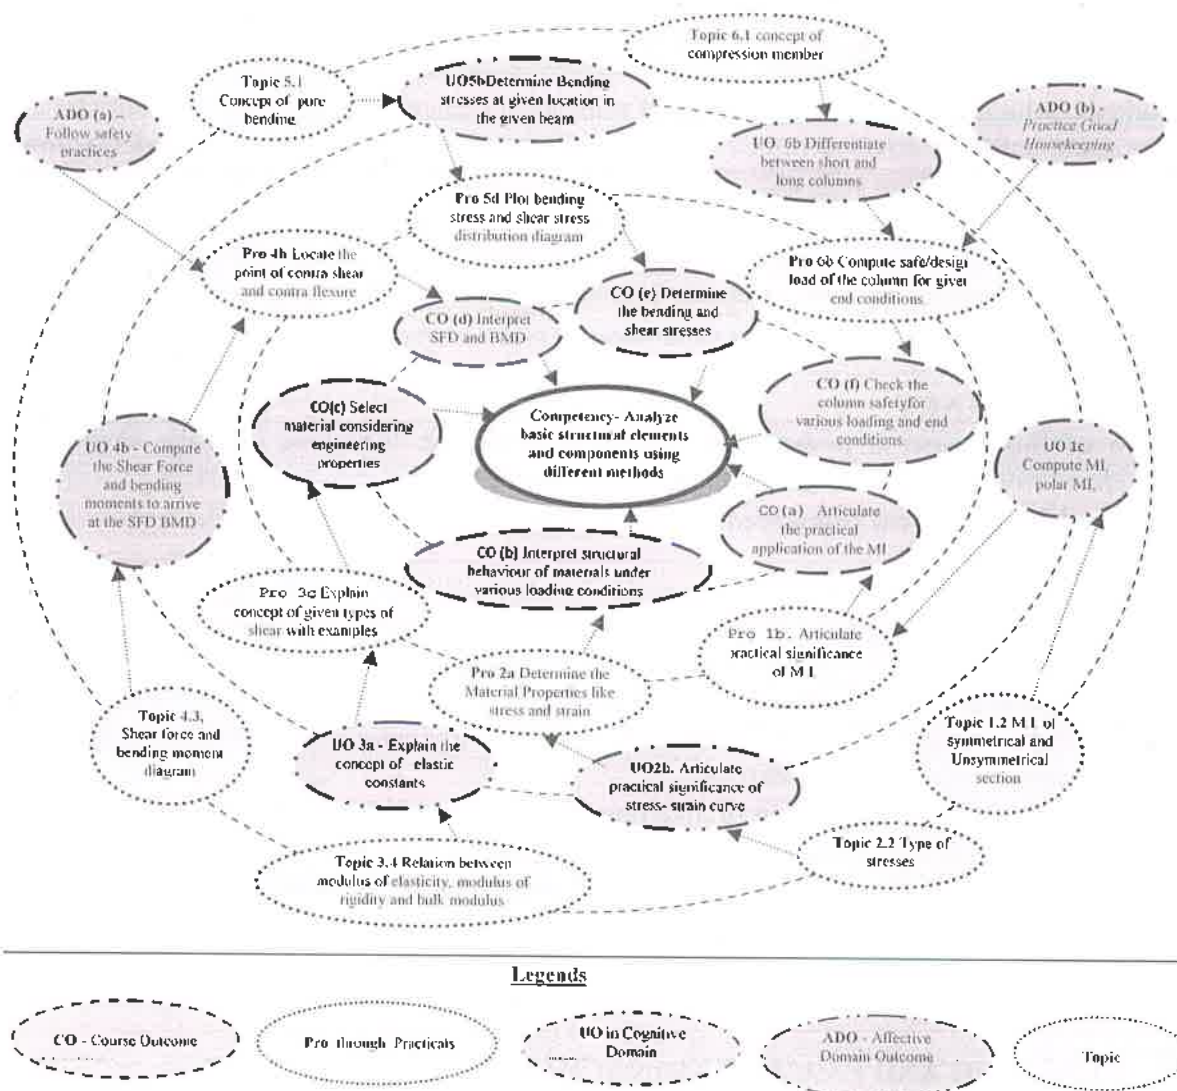 Topic 6.1 concept of
compression member
Topic 5.1
Concept of pure
bending
UO5bDetermine Bending
stresses at given location in
the given beam
ADO (a) –
Follow safety
practices
ADO (b) -
Practice Good
Housekeeping
UO. 6b Differentiate
between short and
long columns
Pro 5d Plot bending
stress and shear stress
distribution diagram
Pro 4h Locate the
point of contra shear
and contra flexure
Pro 6b Compute safe/design
load of the column for given
end conditions.
CO (e) Determine
the bending and
shear stresses
CO (d) Interpret
SFD and BMD
CO(c) Select
material considering
engineering
properties
Competency- Analyze
basic structural elements
and components using
different methods
CO (f) Check the
column safetyfor
various loading and end
conditions.
UO 4b - Compute
the Shear Force
and bending
moments to arrive
at the SFD BMD
UO 1c
Compute MI,
polar MI,
CO (a) Articulate
the practical
application of the MI
CO (b) Interpret structural
behaviour of materials under
various loading conditions
Pro 3c Explain
concept of given types of
shear with examples
Pro 1b. Articulate
practical significance
of M I
Pro 2a Determine the
Material Properties like
stress and strain
Topic 4.3,
Shear force and
bending moment
diagram
UO 3a - Explain the
concept of elastic
constants
UO2b. Articulate
practical significance of
stress- strain curve
Topic 1.2 M I of
symmetrical and
Unsymmetrical
section
Topic 2.2 Type of
stresses
Topic 3.4 Relation between
modulus of elasticity, modulus of
rigidity and bulk modulus
Legends
CO - Course Outcome
Pro through Practicals
UO in Cognitive
Domain
ADO - Affective
Domain Outcome
Topic